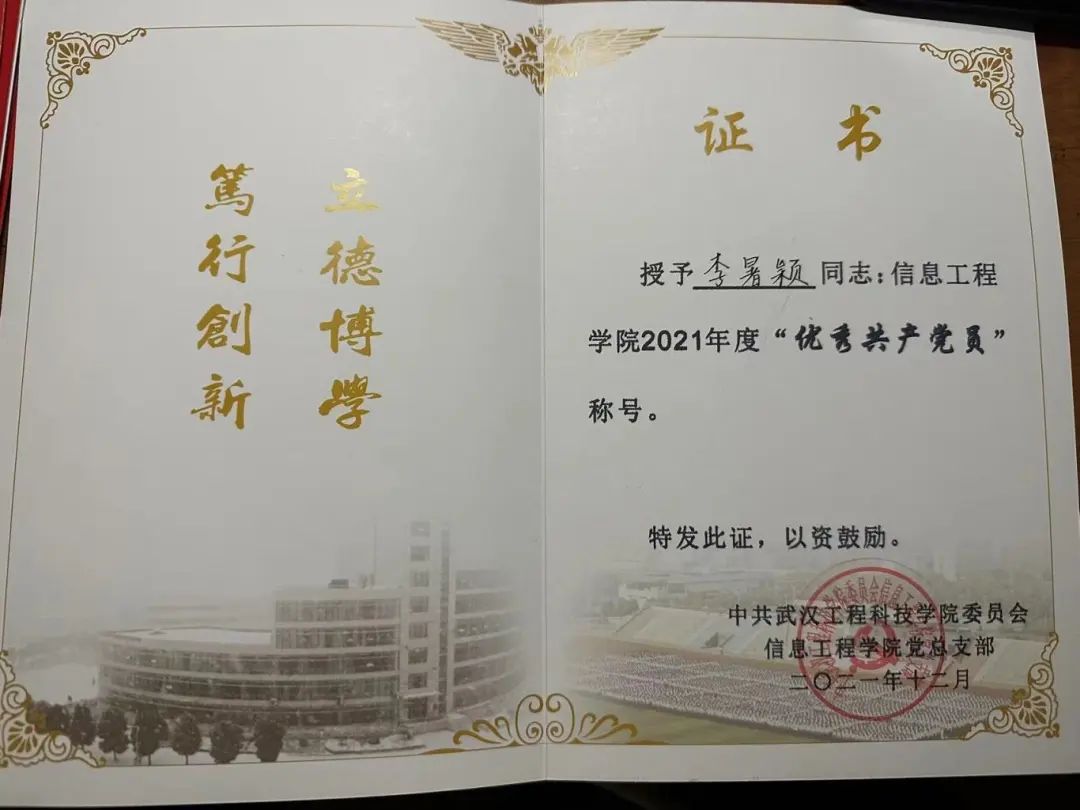 立德博學
篤行創新
证书
授予李暑颖同志：信息工程
学院2021年度“优秀共产党员”
称号。
特发此证，以资鼓励。
中共武汉工程科技学院委员会
信息工程学院党总支部
二〇二一年十二月